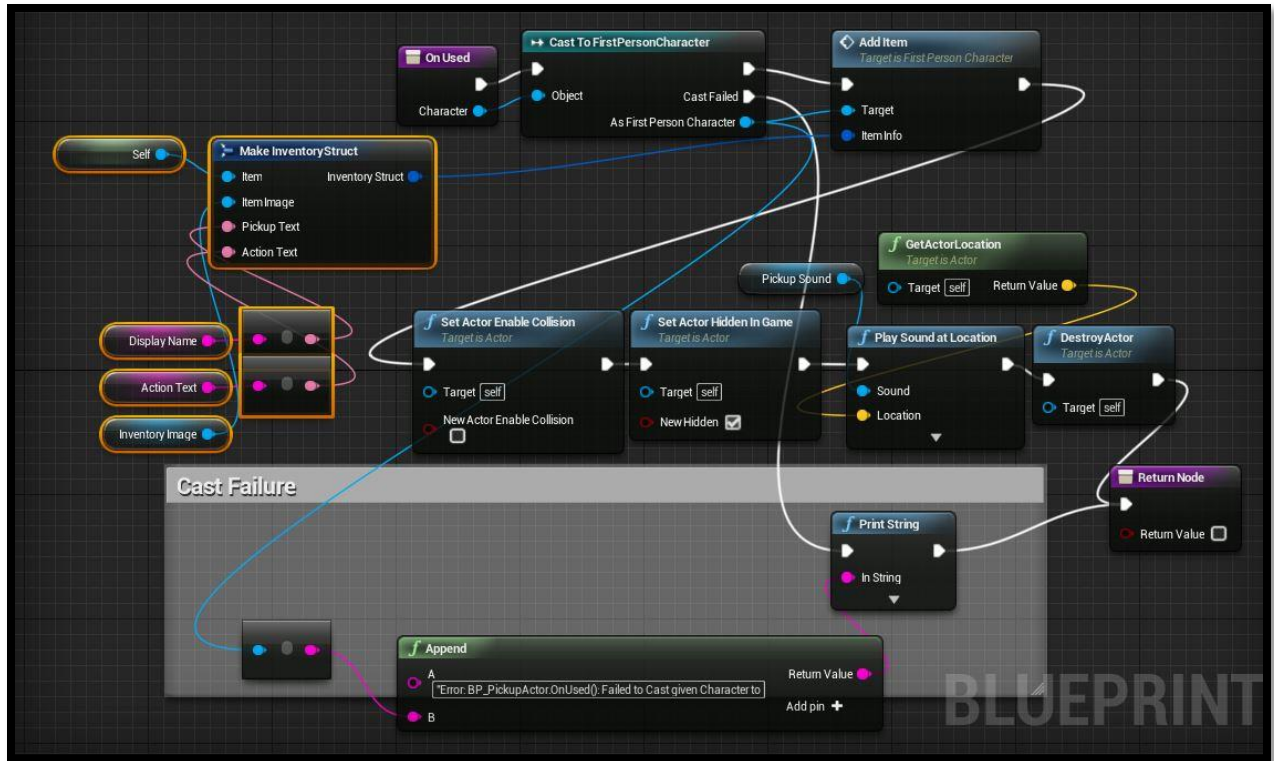 On Used
Character
Cast To FirstPersonCharacter
Object
Cast Failed
As First Person Character
Add Item
Target is First Person Character
Target
Item Info
Self
Make InventoryStruct
Item
Inventory Struct
Item Image
Pickup Text
Action Text
GetActorLocation
Target is Actor
Target self
Return Value
Pickup Sound
Display Name
Action Text
Inventory Image
Set Actor Enable Collision
Target is Actor
Target self
New Actor Enable Collision
Set Actor Hidden In Game
Target is Actor
Target self
New Hidden
Play Sound at Location
Sound
Location
DestroyActor
Target is Actor
Target self
Cast Failure
Return Node
Return Value
Print String
In String
Append
A
"Error: BP_PickupActor.OnUsed(): Failed to Cast given Character to
B
Return Value
Add pin +
BLUEPRINT